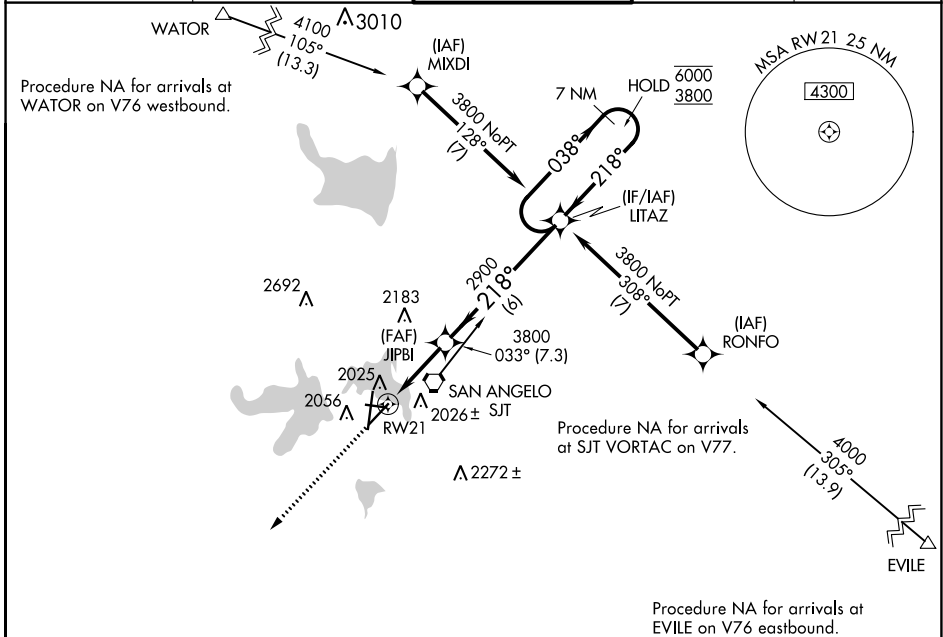 WATOR
4100
105°
(13.3)
3010
(IAF)
MIXDI
Procedure NA for arrivals at
WATOR on V76 westbound.
3800 NoPT
128°
(7)
7 NM
HOLD
6000
3800
038°
218°
MSA RW21 25 NM
4300
(IF/IAF)
LITAZ
2900
218°
(6)
3800 NoPT
308°
(7)
(IAF)
RONFO
2692
2183
(FAF)
JIPBI
3800
033° (7.3)
2025
2056
RW21
SAN ANGELO
SJT
2026 ±
Procedure NA for arrivals
at SJT VORTAC on V77.
2272 ±
4000
305°
(13.9)
EVILE
Procedure NA for arrivals at
EVILE on V76 eastbound.